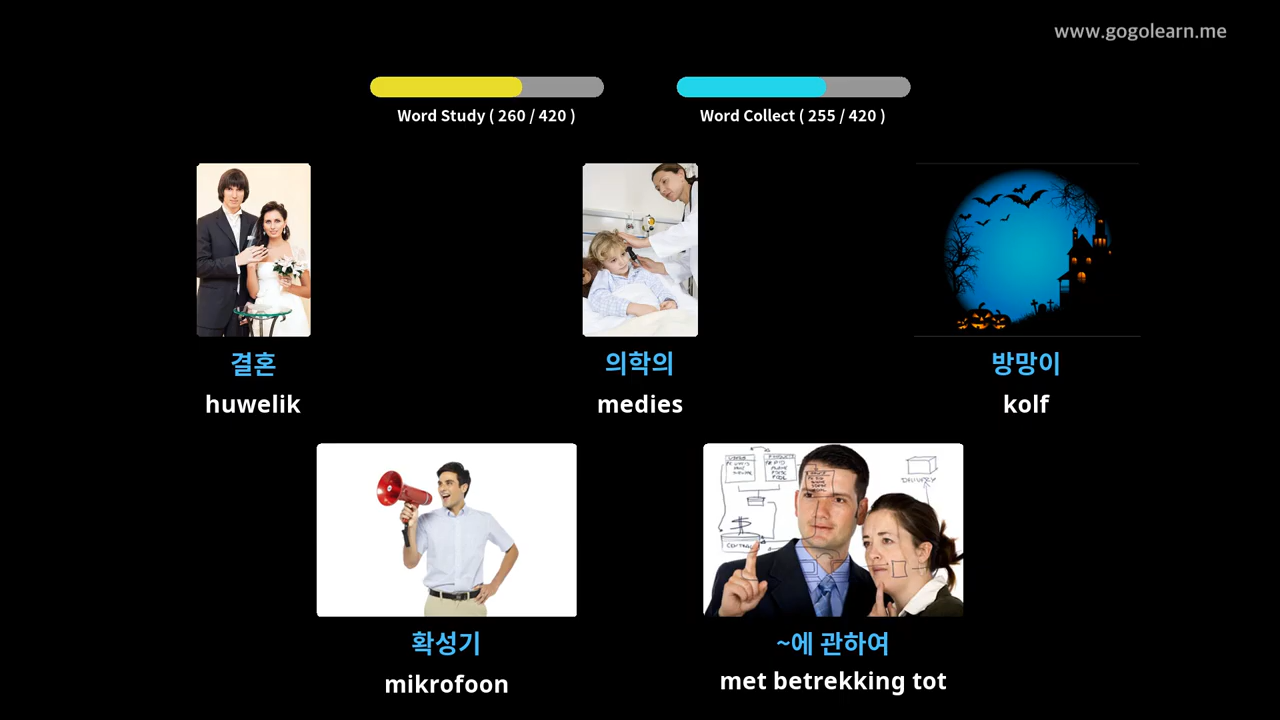 www.gogolearn.me
Word Study ( 260 / 420 )
Word Collect ( 255 / 420 )
결혼
huwelik
의학의
medies
방망이
kolf
확성기
mikrofoon
~에 관하여
met betrekking tot
DELIVERY